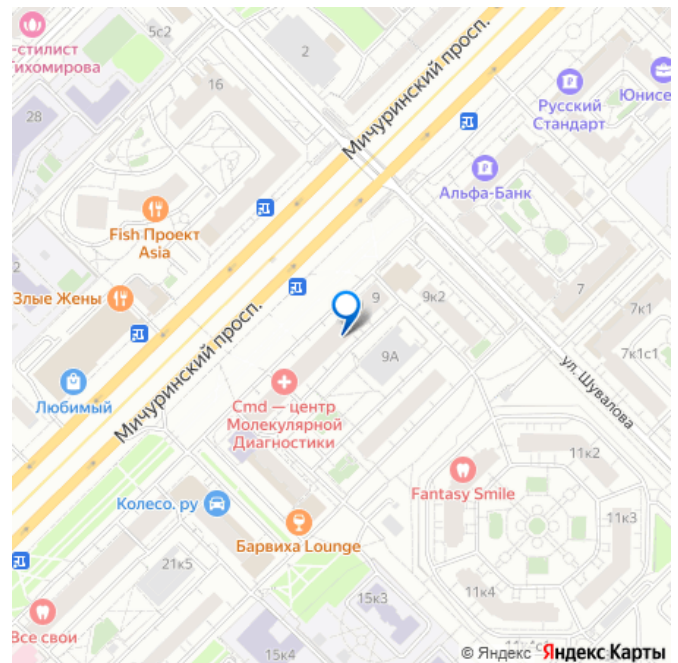 5с2
-стилист
Тихомирова
2
Мичуринский просп.
16
28
Русский
Стандарт
Юнисе
Альфа-Банк
Fish Проект
Asia
Злые Жены
9
9к2
7
7к1
7к1с1
9А
Мичуринский просп.
Любимый
ул. Шувалова
Cmd — центр
Молекулярной
Диагностики
11к2
Fantasy Smile
Колесо. ру
11к3
Барвиха Lounge
21к5
11к4
15к3
Все свои
15к4
11к4с
© Яндекс Яндекс Карты